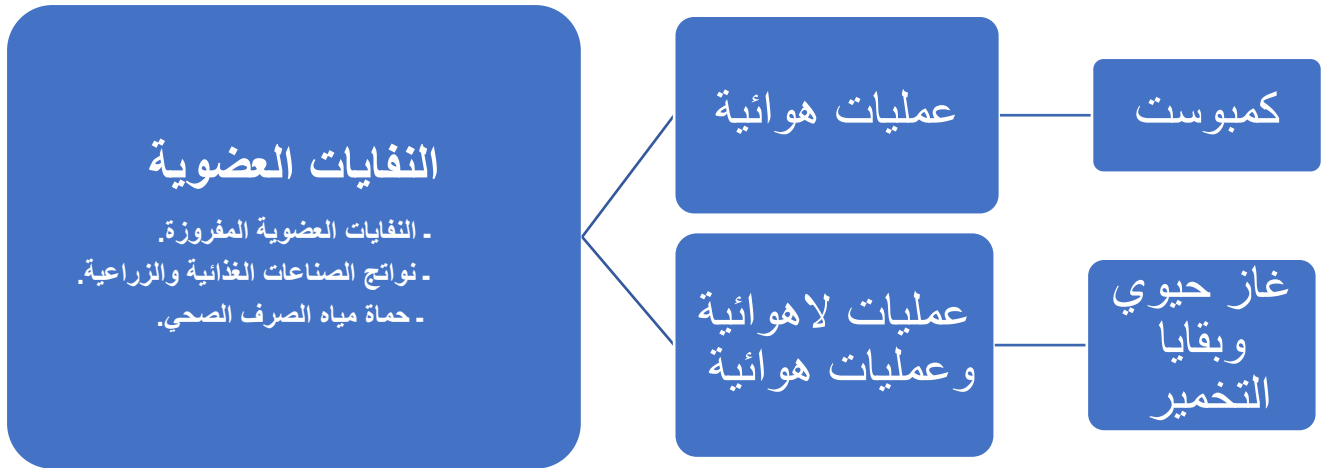 النفايات العضوية
- النفايات العضوية المفروزة.
- نواتج الصناعات الغذائية والزراعية.
- حماة مياه الصرف الصحي.
عمليات هوائية
كمبوست
عمليات لاهوائية
وعمليات هوائية
غاز حيوي
وبقايا
التخمير